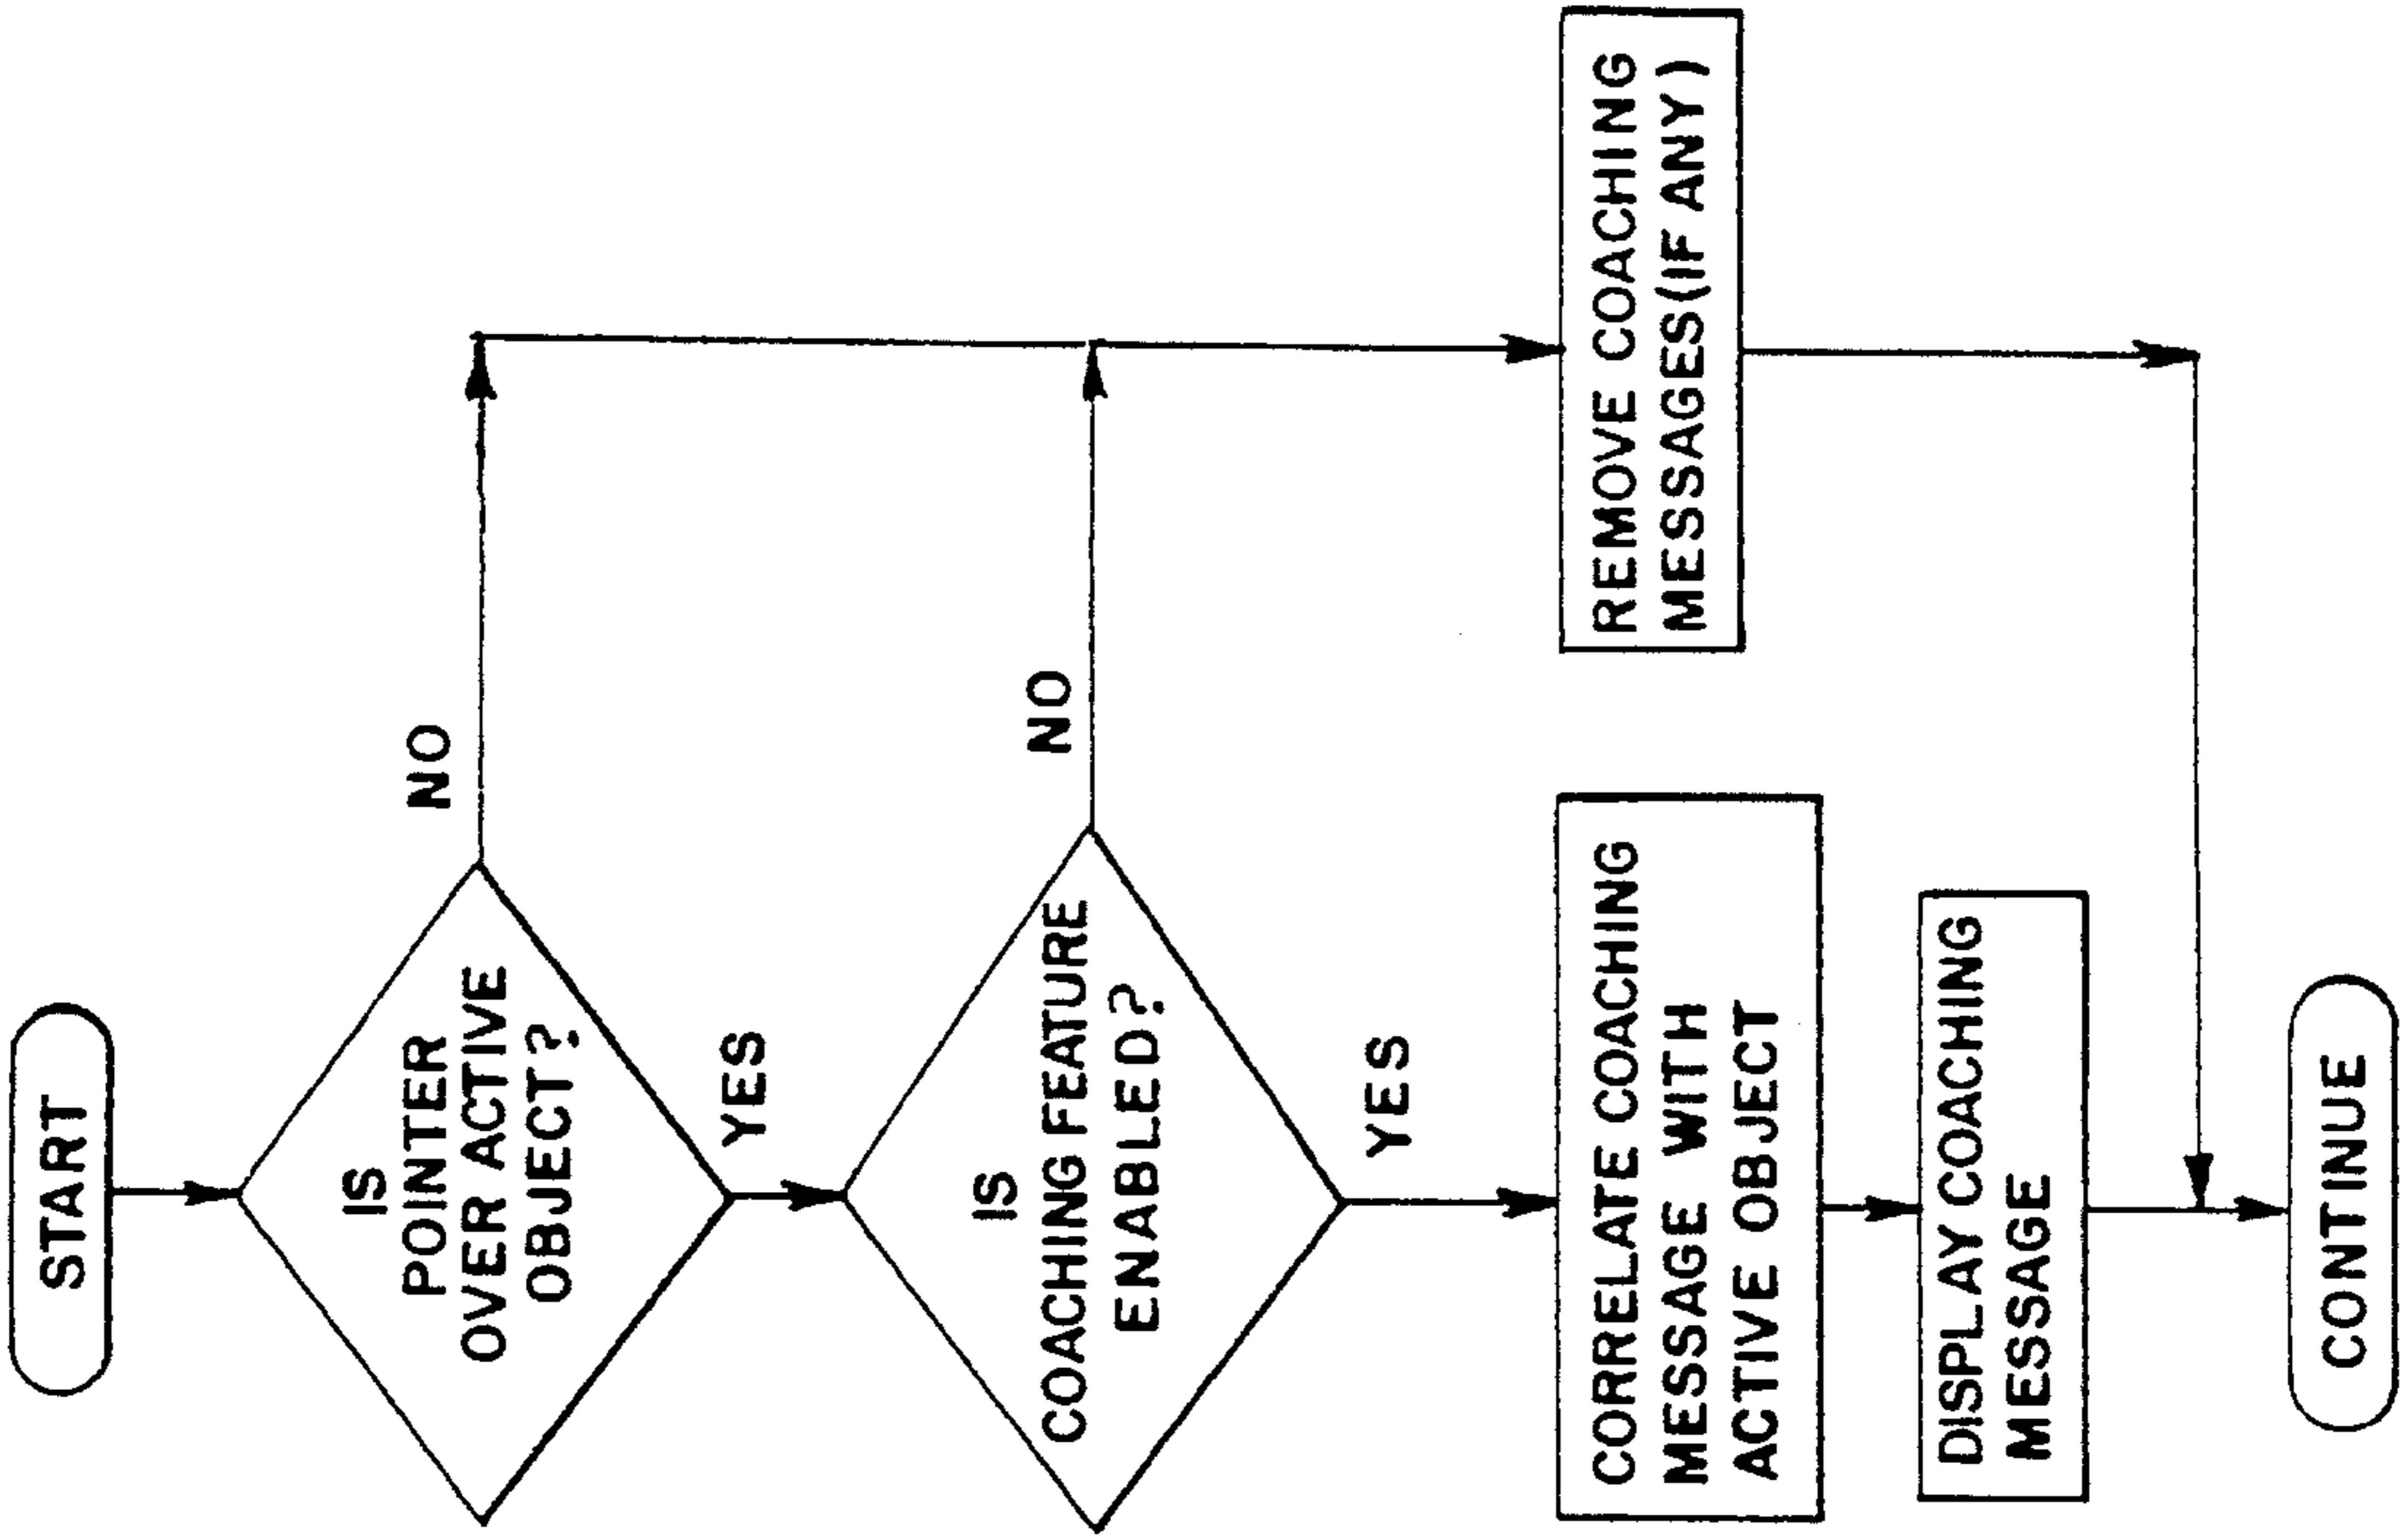 START
IS
POINTER
OVER ACTIVE
OBJECT?
NO
YES
IS
COACHING FEATURE
ENABLED?
NO
YES
CORRELATE COACHING
MESSAGE WITH
ACTIVE OBJECT
REMOVE COACHING
MESSAGES(IF ANY)
DISPLAY COACHING
MESSAGE
CONTINUE